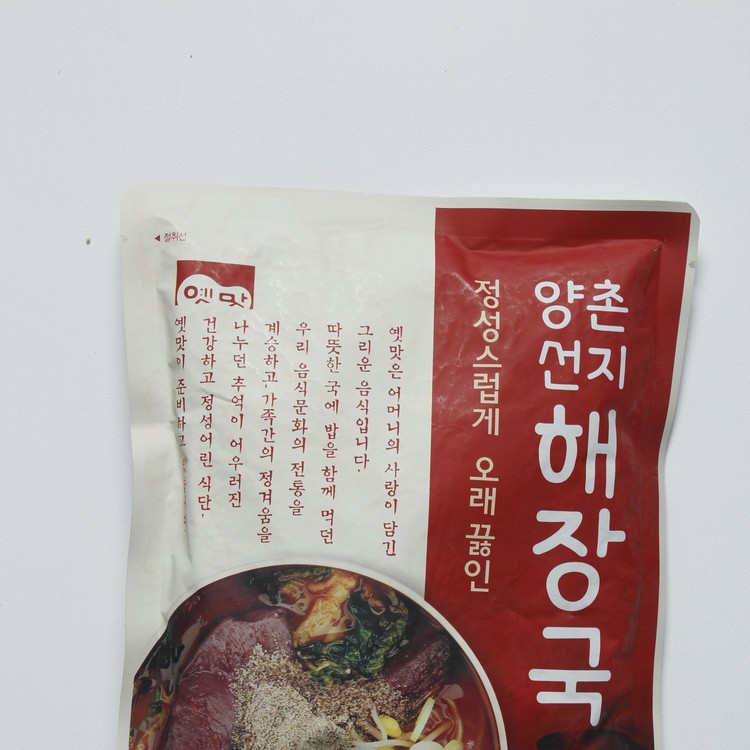 ◀ 절취선
옛맛
양촌
선지
해장국
정성스럽게 오래 끓인
옛맛은 어머니의 사랑이 담긴
그리운 음식입니다.
따뜻한 국에 밥을 함께 먹던
우리 음식문화의 전통을
계승하고, 가족간의 정겨움을
나누던 추억이 어우러진
건강하고 정성어린 식단,
옛맛이 준비하고